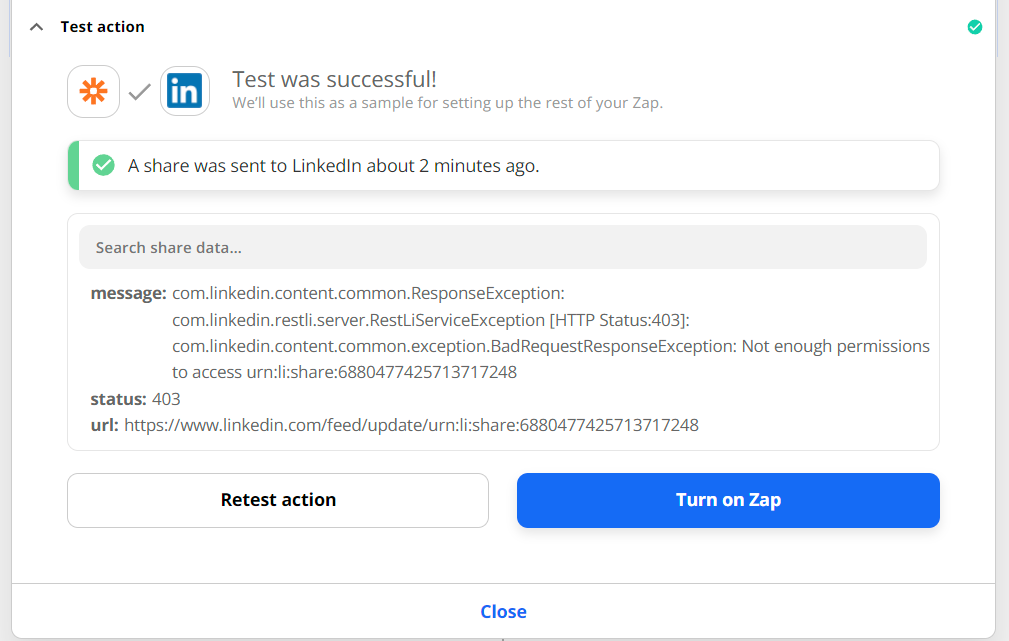 Test action
in
Test was successful!
We'll use this as a sample for setting up the rest of your Zap.
A share was sent to LinkedIn about 2 minutes ago.
Search share data...
message: com.linkedin.content.common.ResponseException:
com.linkedin.restli.server.RestLiServiceException [HTTP Status:403]:
com.linkedin.content.common.exception.BadRequestResponseException: Not enough permissions
to access urn:li:share:6880477425713717248
status: 403
url: https://www.linkedin.com/feed/update/urn:li:share:6880477425713717248
Retest action
Turn on Zap
Close